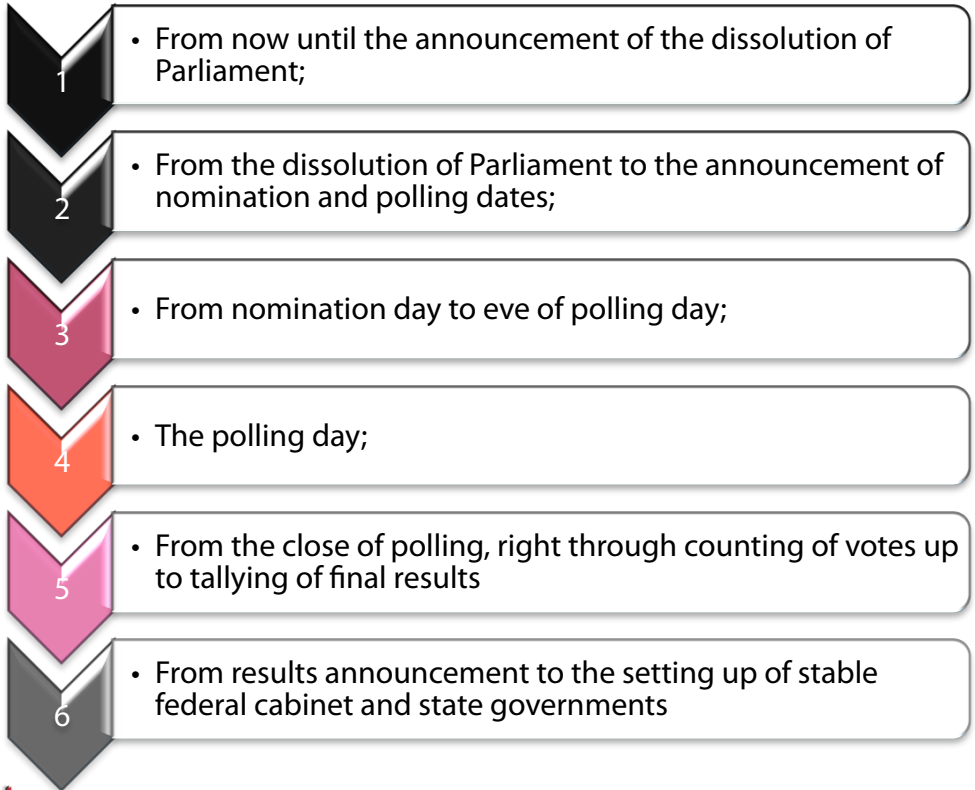 1
• From now until the announcement of the dissolution of
Parliament;
2
• From the dissolution of Parliament to the announcement of
nomination and polling dates;
3
• From nomination day to eve of polling day;
4
• The polling day;
5
• From the close of polling, right through counting of votes up
to tallying of final results
6
• From results announcement to the setting up of stable
federal cabinet and state governments